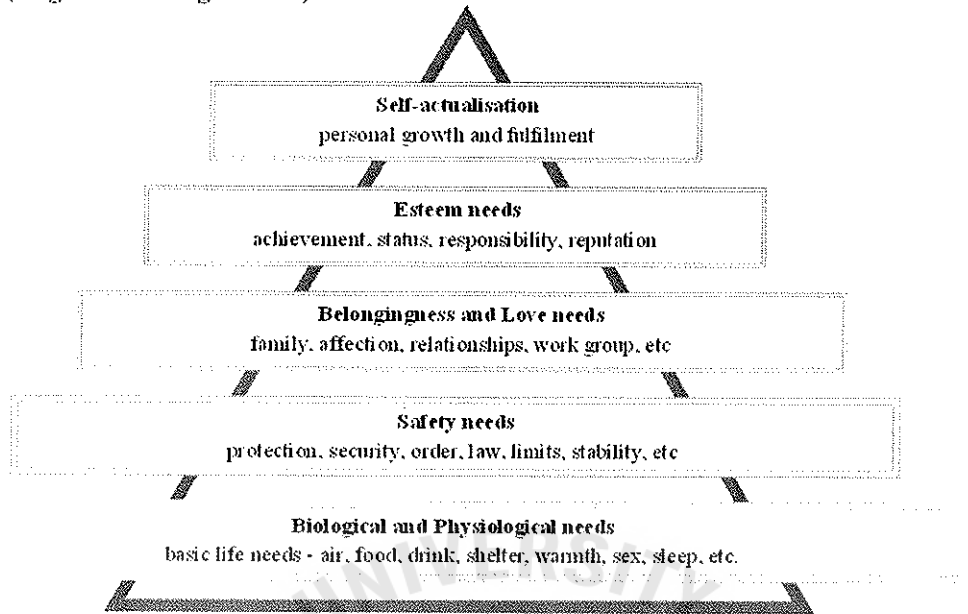 Self-actualisation
personal growth and fulfilment
Esteem needs
achievement, status, responsibility, reputation
Belongingness and Love needs
family, affection, relationships, work group, etc
Safety needs
protection, security, order, law, limits, stability, etc
Biological and Physiological needs
basic life needs - air, food, drink, shelter, warmth, sex, sleep, etc.
UNIVERSITY